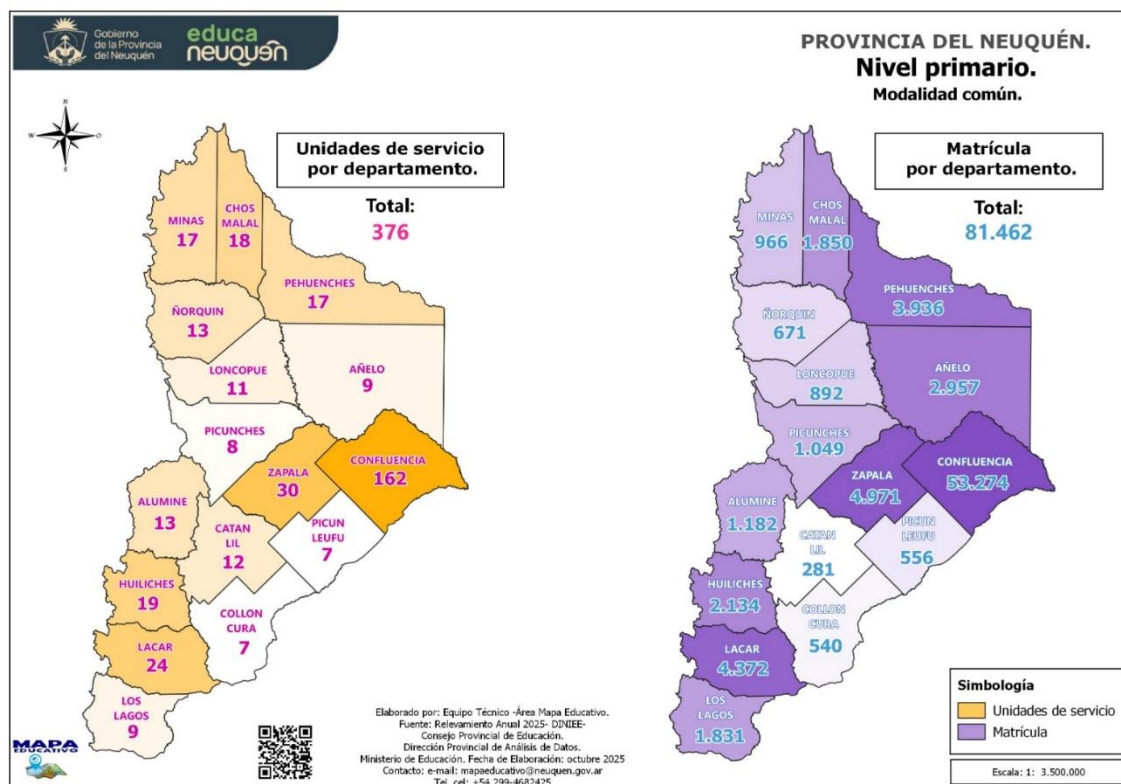 Gobierno
de la Provincia
del Neuquén
educa
neuquén
PROVINCIA DEL NEUQUÉN.
Nivel primario.
Modalidad común.
N
W
O
S
Unidades de servicio
por departamento.
Total:
376
MINAS
17
CHOS
MALAL
18
PEHUENCHES
17
ÑORQUIN
13
LONCOPUE
11
AÑELO
9
PICUNCHES
8
ZAPALA
30
CONFLUENCIA
162
ALUMINE
13
CATAN
LIL
12
PICUN
LEUFU
7
HUILICHES
19
COLLON
CURA
7
LACAR
24
LOS
LAGOS
9
Matrícula
por departamento.
Total:
81.462
MINAS
966
CHOS
MALAL
1.850
PEHUENCHES
3.936
ÑORQUIN
671
LONCOPUE
892
AÑELO
2.957
PICUNCHES
1.049
ZAPALA
4.971
CONFLUENCIA
53.274
ALUMINE
1.182
CATAN
LIL
281
PICUN
LEUFU
556
HUILICHES
2.134
COLLON
CURA
540
LACAR
4.372
LOS
LAGOS
1.831
MAPA
EDUCATIVO
Elaborado por: Equipo Técnico -Área Mapa Educativo.
Fuente: Relevamiento Anual 2025- DINIEE-
Consejo Provincial de Educación.
Dirección Provincial de Análisis de Datos.
Ministerio de Educación. Fecha de Elaboración: octubre 2025
Contacto: e-mail: mapaeducativo@neuquen.gov.ar
Tel. cel: +54 299-4682425
Simbología
Unidades de servicio
Matrícula
Escala: 1: 3.500.000